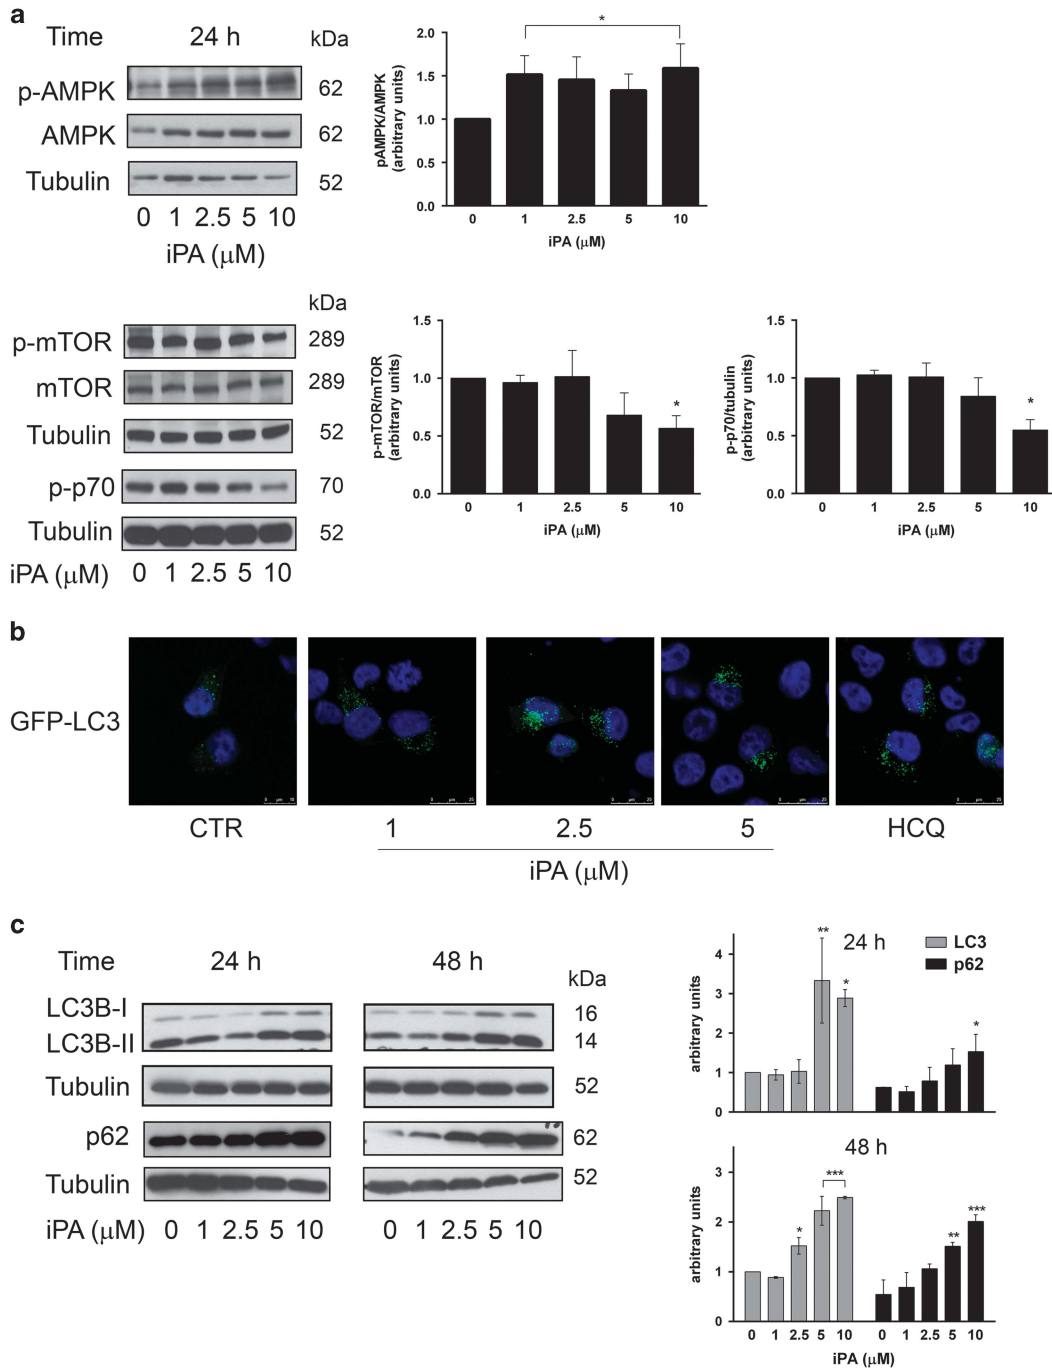 a
Time 24 h kDa
p-AMPK 62
AMPK 62
Tubulin 52
0 1 2.5 5 10
iPA (μM)
pAMPK/AMPK
(arbitrary units)
2.0
1.5
1.0
0.5
0.0
*
0 1 2.5 5 10
iPA (μM)
kDa
p-mTOR 289
mTOR 289
Tubulin 52
p-p70 70
Tubulin 52
iPA (μM) 0 1 2.5 5 10
p-mTOR/mTOR
(arbitrary units)
1.5
1.0
0.5
0.0
*
0 1 2.5 5 10
iPA (μM)
p-p70/tubulin
(arbitrary units)
1.5
1.0
0.5
0.0
*
0 1 2.5 5 10
iPA (μM)
b
GFP-LC3
CTR 1 2.5 5 HCQ
iPA (μM)
c
Time 24 h 48 h kDa
LC3B-I 16
LC3B-II 14
Tubulin 52
p62 62
Tubulin 52
iPA (μM) 0 1 2.5 5 10 0 1 2.5 5 10
24 h
LC3
p62
arbitrary units
4
3
2
1
0
** * *
48 h
arbitrary units
3
2
1
0
* *** ** ***
0 1 2.5 5 10 0 1 2.5 5 10
iPA (μM)